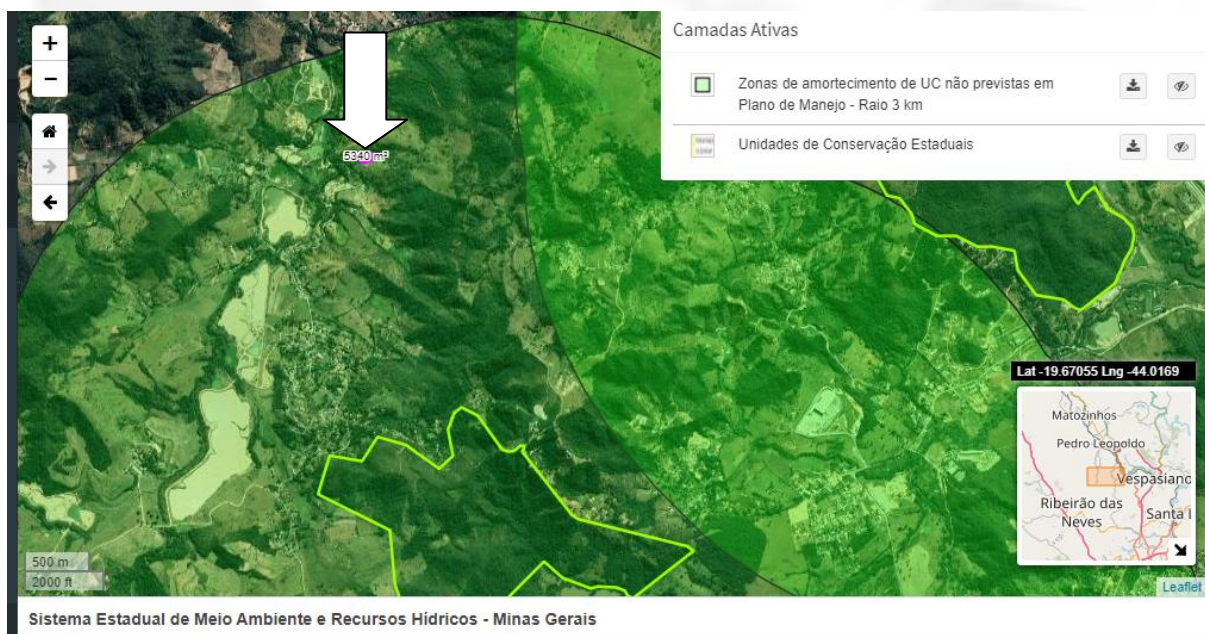 +
−
5340 m²
Camadas Ativas
Zonas de amortecimento de UC não previstas em
Plano de Manejo - Raio 3 km
Unidades de Conservação Estaduais
Lat -19.67055 Lng -44.0169
Matozinhos
Pedro Leopoldo
Vespasiano
Ribeirão das
Neves
Santa l
500 m
2000 ft
Leaflet
Sistema Estadual de Meio Ambiente e Recursos Hídricos - Minas Gerais